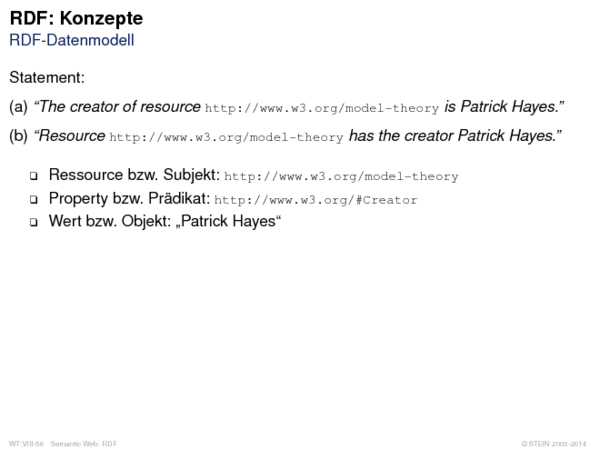 RDF: Konzepte
RDF-Datenmodell
Statement:
(a) “The creator of resource http://www.w3.org/model-theory is Patrick Hayes.”
(b) “Resource http://www.w3.org/model-theory has the creator Patrick Hayes.”
❑ Ressource bzw. Subjekt: http://www.w3.org/model-theory
❑ Property bzw. Prädikat: http://www.w3.org/#Creator
❑ Wert bzw. Objekt: „Patrick Hayes“
WT:VIII-56 Semantic Web: RDF © STEIN 2005-2014